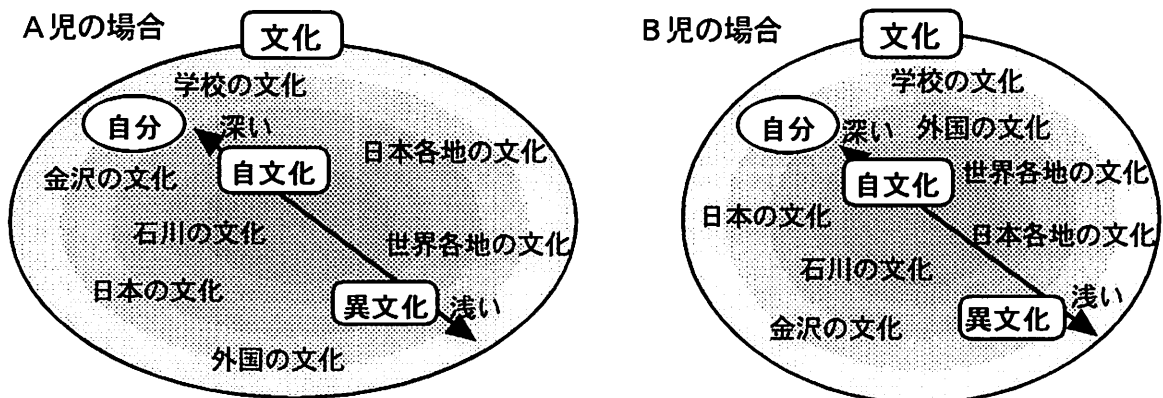 A児の場合
文化
学校の文化
自分
深い
日本各地の文化
自文化
金沢の文化
石川の文化
世界各地の文化
日本の文化
異文化
浅い
外国の文化
B児の場合
文化
学校の文化
自分
深い
外国の文化
自文化
世界各地の文化
日本の文化
日本各地の文化
石川の文化
浅い
異文化
金沢の文化